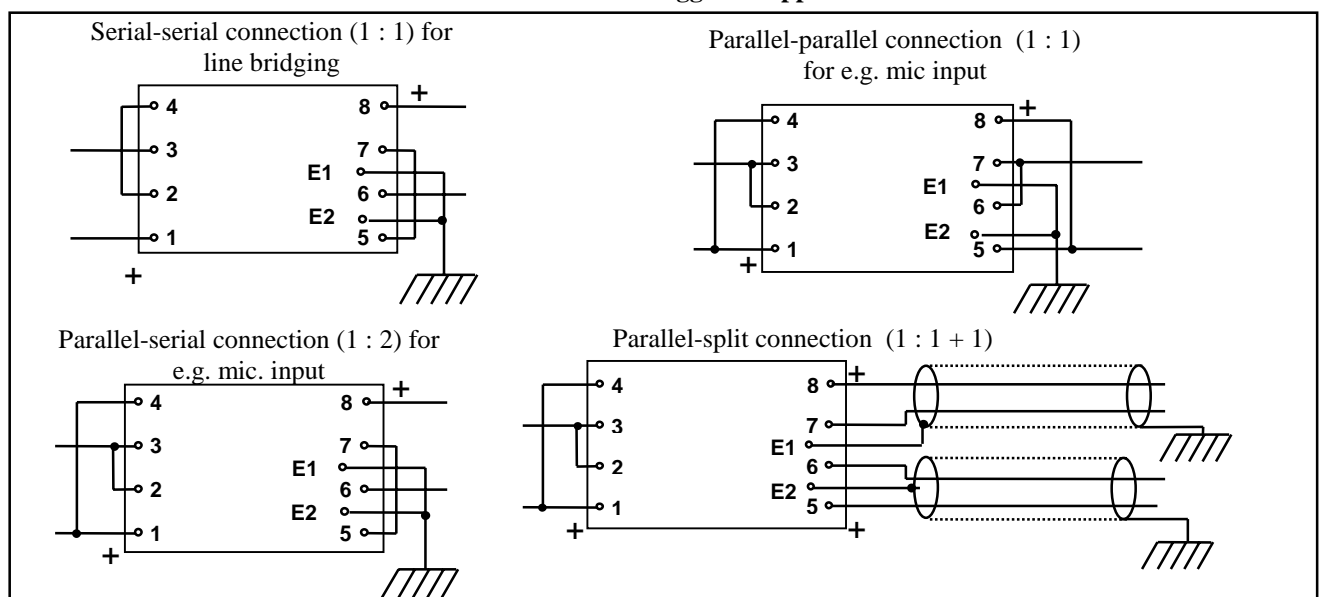 Serial-serial connection (1 : 1) for
line bridging
+
4
8
3
7
E1
2
6
E2
1
5
+
Parallel-parallel connection (1 : 1)
for e.g. mic input
+
4
8
3
7
E1
2
6
E2
1
5
+
Parallel-serial connection (1 : 2) for
e.g. mic. input
+
4
8
3
7
E1
2
6
E2
1
5
+
Parallel-split connection (1 : 1 + 1)
+
4
8
3
7
E1
2
6
E2
1
5
+
+